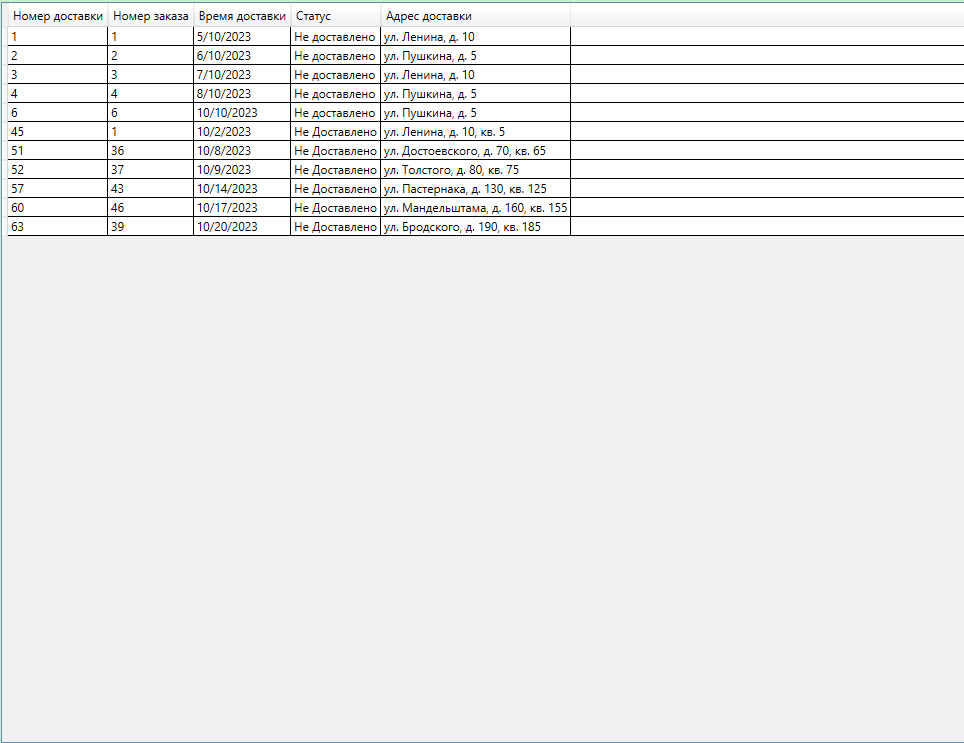 Номер доставки Номер заказа Время доставки Статус Адрес доставки
1 1 5/10/2023 Не доставлено ул. Ленина, д. 10
2 2 6/10/2023 Не доставлено ул. Пушкина, д. 5
3 3 7/10/2023 Не доставлено ул. Ленина, д. 10
4 4 8/10/2023 Не доставлено ул. Пушкина, д. 5
6 6 10/10/2023 Не доставлено ул. Пушкина, д. 5
45 1 10/2/2023 Не Доставлено ул. Ленина, д. 10, кв. 5
51 36 10/8/2023 Не Доставлено ул. Достоевского, д. 70, кв. 65
52 37 10/9/2023 Не Доставлено ул. Толстого, д. 80, кв. 75
57 43 10/14/2023 Не Доставлено ул. Пастернака, д. 130, кв. 125
60 46 10/17/2023 Не Доставлено ул. Мандельштама, д. 160, кв. 155
63 39 10/20/2023 Не Доставлено ул. Бродского, д. 190, кв. 185